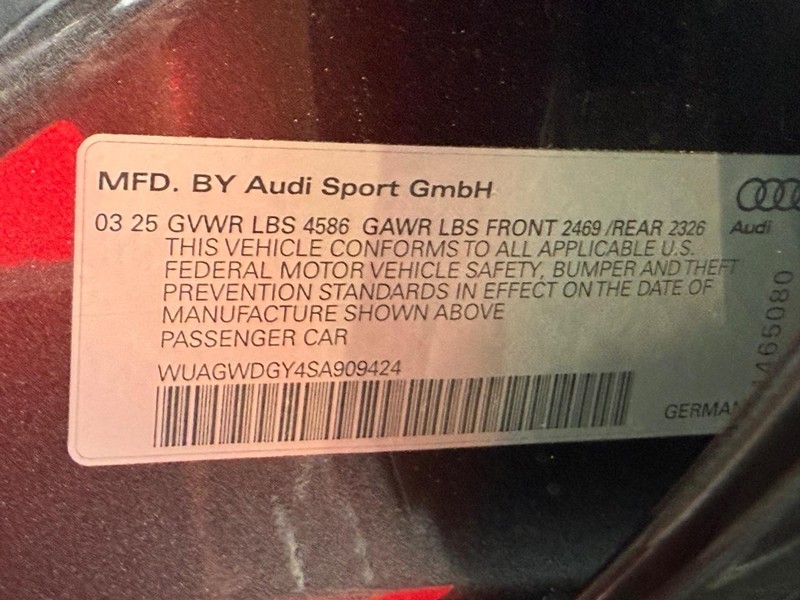 MFD. BY Audi Sport GmbH
03 25 GVWR LBS 4586 GAWR LBS FRONT 2469 /REAR 2326
Audi
THIS VEHICLE CONFORMS TO ALL APPLICABLE U.S.
FEDERAL MOTOR VEHICLE SAFETY, BUMPER AND THEFT
PREVENTION STANDARDS IN EFFECT ON THE DATE OF
MANUFACTURE SHOWN ABOVE
PASSENGER CAR
WUAGWDGY4SA909424